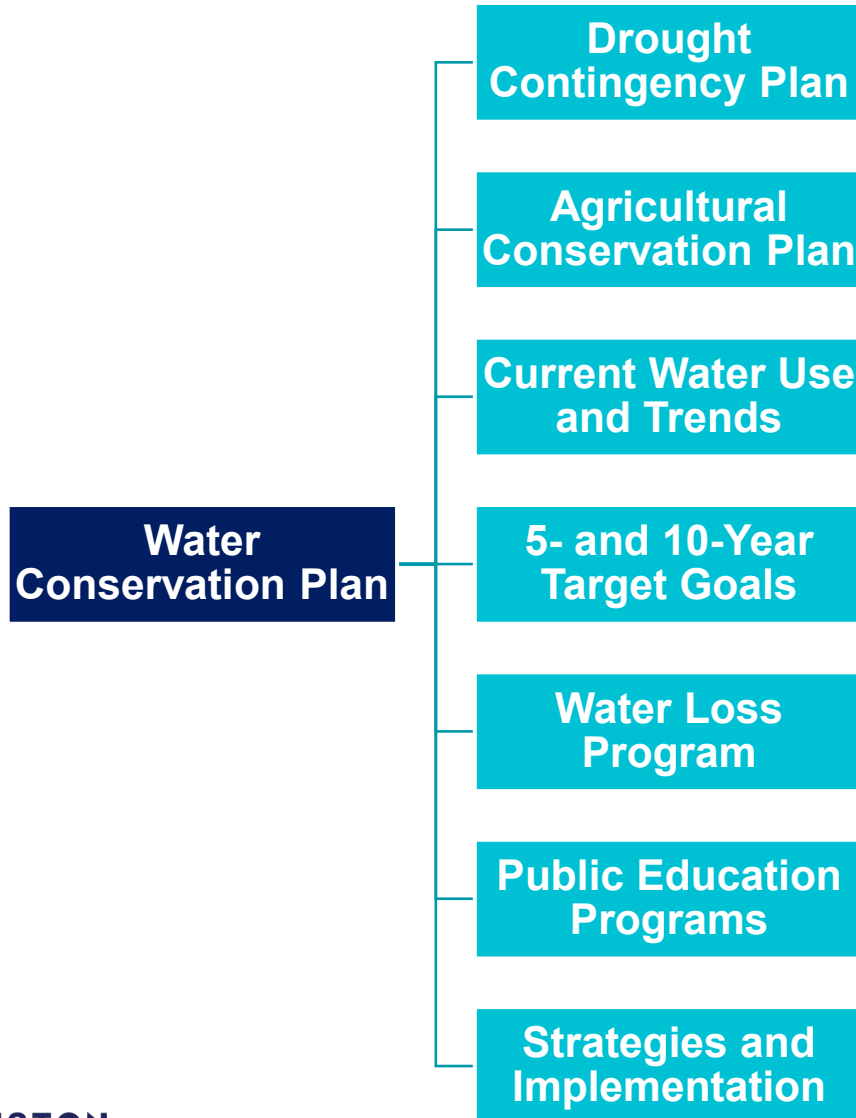 Drought
Contingency Plan
Agricultural
Conservation Plan
Current Water Use
and Trends
Water
Conservation Plan
5- and 10-Year
Target Goals
Water Loss
Program
Public Education
Programs
Strategies and
Implementation